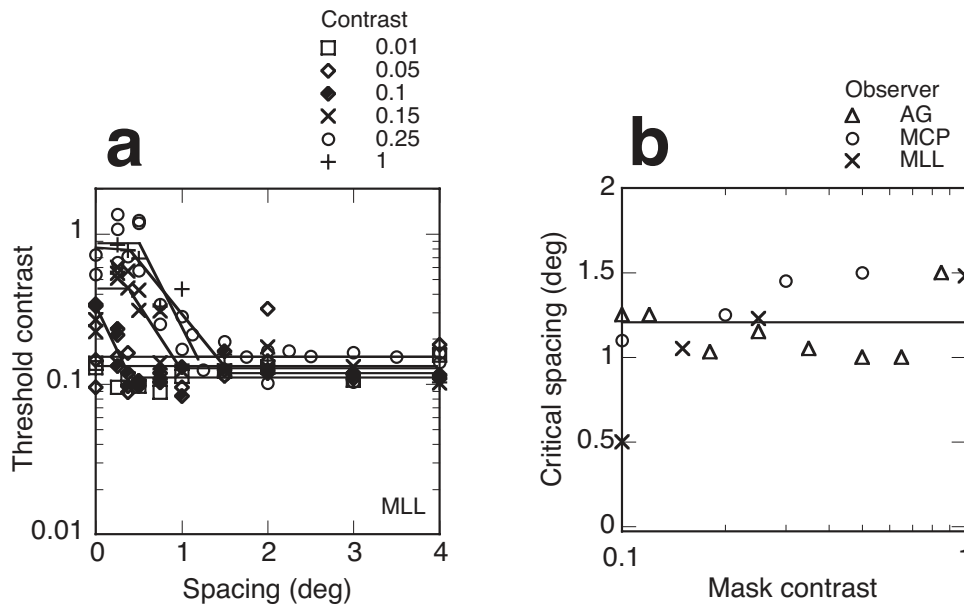 Contrast
0.01
0.05
0.1
0.15
0.25
1
a
Threshold contrast
1
0.1
0.01
0
1
2
3
4
MLL
Spacing (deg)
Observer
AG
MCP
MLL
b
Critical spacing (deg)
2
1.5
1
0.5
0
0.1
1
Mask contrast